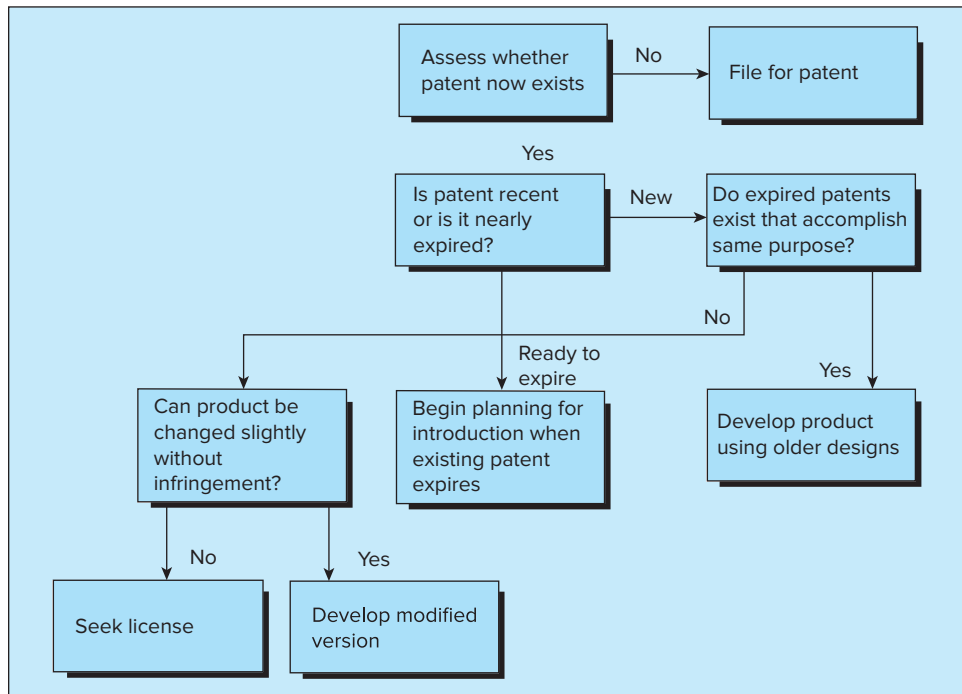 Assess whether
patent now exists
No
File for patent
Yes
Is patent recent
or is it nearly
expired?
New
Do expired patents
exist that accomplish
same purpose?
No
Ready to
expire
Yes
Can product be
changed slightly
without
infringement?
Begin planning for
introduction when
existing patent
expires
Develop product
using older designs
No
Yes
Seek license
Develop modified
version